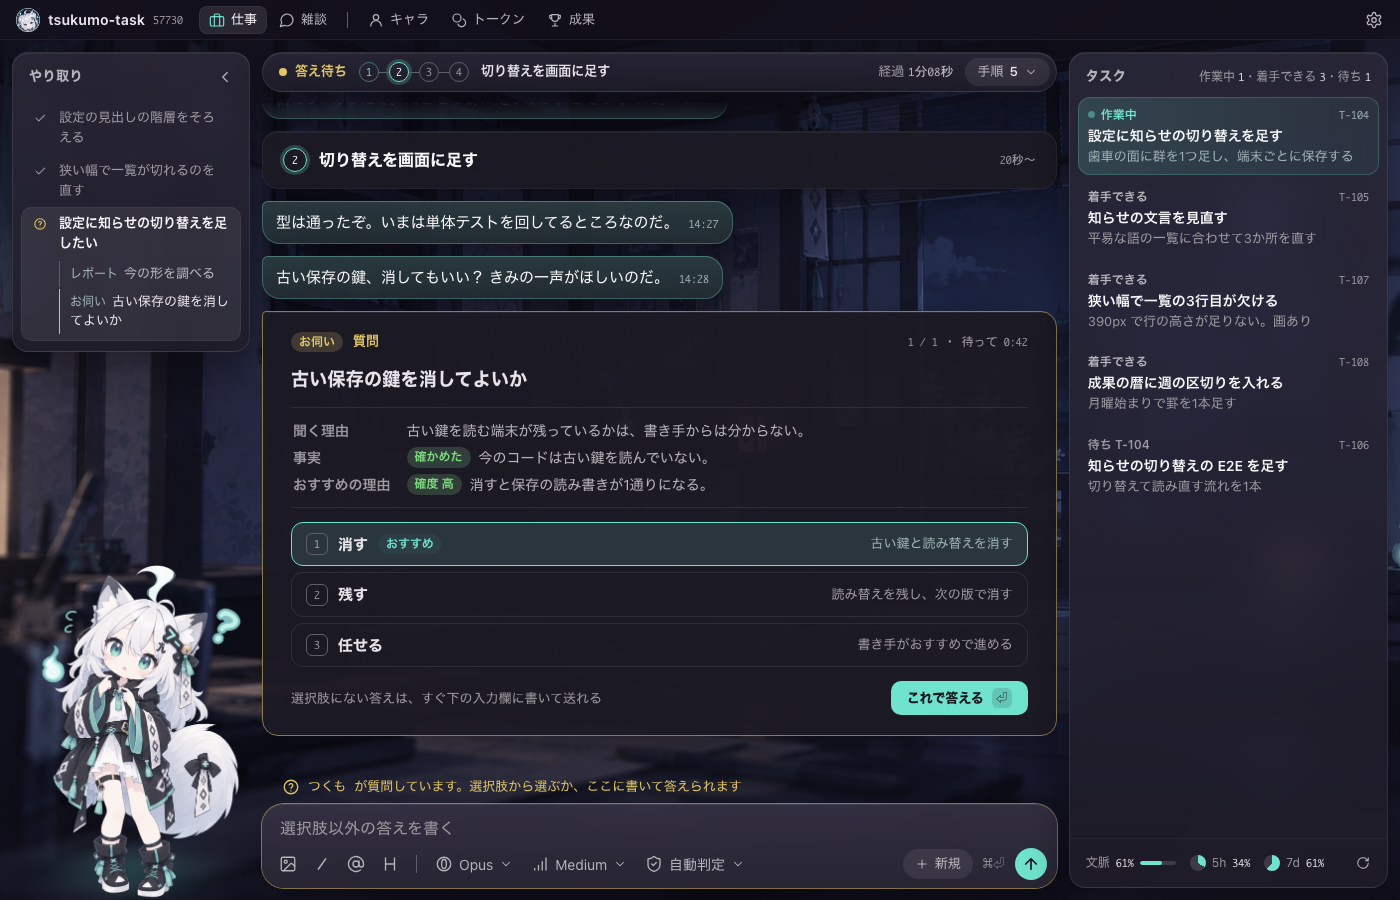 tsukumo-task 57730 仕事 雑談 キャラ トークン 成果
やり取り
設定の見出しの階層をそろ
える
狭い幅で一覧が切れるのを
直す
設定に知らせの切り替えを足
したい
レポート 今の形を調べる
お伺い 古い保存の鍵を消し
てよいか
答え待ち 1 2 3 4 切り替えを画面に足す 経過 1分08秒 手順 5
2 切り替えを画面に足す 20秒〜
型は通ったぞ。いまは単体テストを回してるところなのだ。 14:27
古い保存の鍵、消してもいい？ きみの一声がほしいのだ。 14:28
お伺い 質問 1 / 1 ・ 待って 0:42
古い保存の鍵を消してよいか
聞く理由 古い鍵を読む端末が残っているかは、書き手からは分からない。
事実 確かめた 今のコードは古い鍵を読んでいない。
おすすめの理由 確度 高 消すと保存の読み書きが1通りになる。
1 消す おすすめ 古い鍵と読み替えを消す
2 残す 読み替えを残し、次の版で消す
3 任せる 書き手がおすすめで進める
選択肢にない答えは、すぐ下の入力欄に書いて送れる これで答える ⏎
つくも が質問しています。選択肢から選ぶか、ここに書いて答えられます
選択肢以外の答えを書く
/ @ H Opus Medium 自動判定 + 新規 ⌘⏎
タスク 作業中 1・着手できる 3・待ち 1
作業中 T-104
設定に知らせの切り替えを足す
歯車の面に群を1つ足し、端末ごとに保存する
着手できる T-105
知らせの文言を見直す
平易な語の一覧に合わせて3か所を直す
着手できる T-107
狭い幅で一覧の3行目が欠ける
390px で行の高さが足りない。画あり
着手できる T-108
成果の暦に週の区切りを入れる
月曜始まりで罫を1本足す
待ち T-104 T-106
知らせの切り替えの E2E を足す
切り替えて読み直す流れを1本
文脈 61% 5h 34% 7d 61%